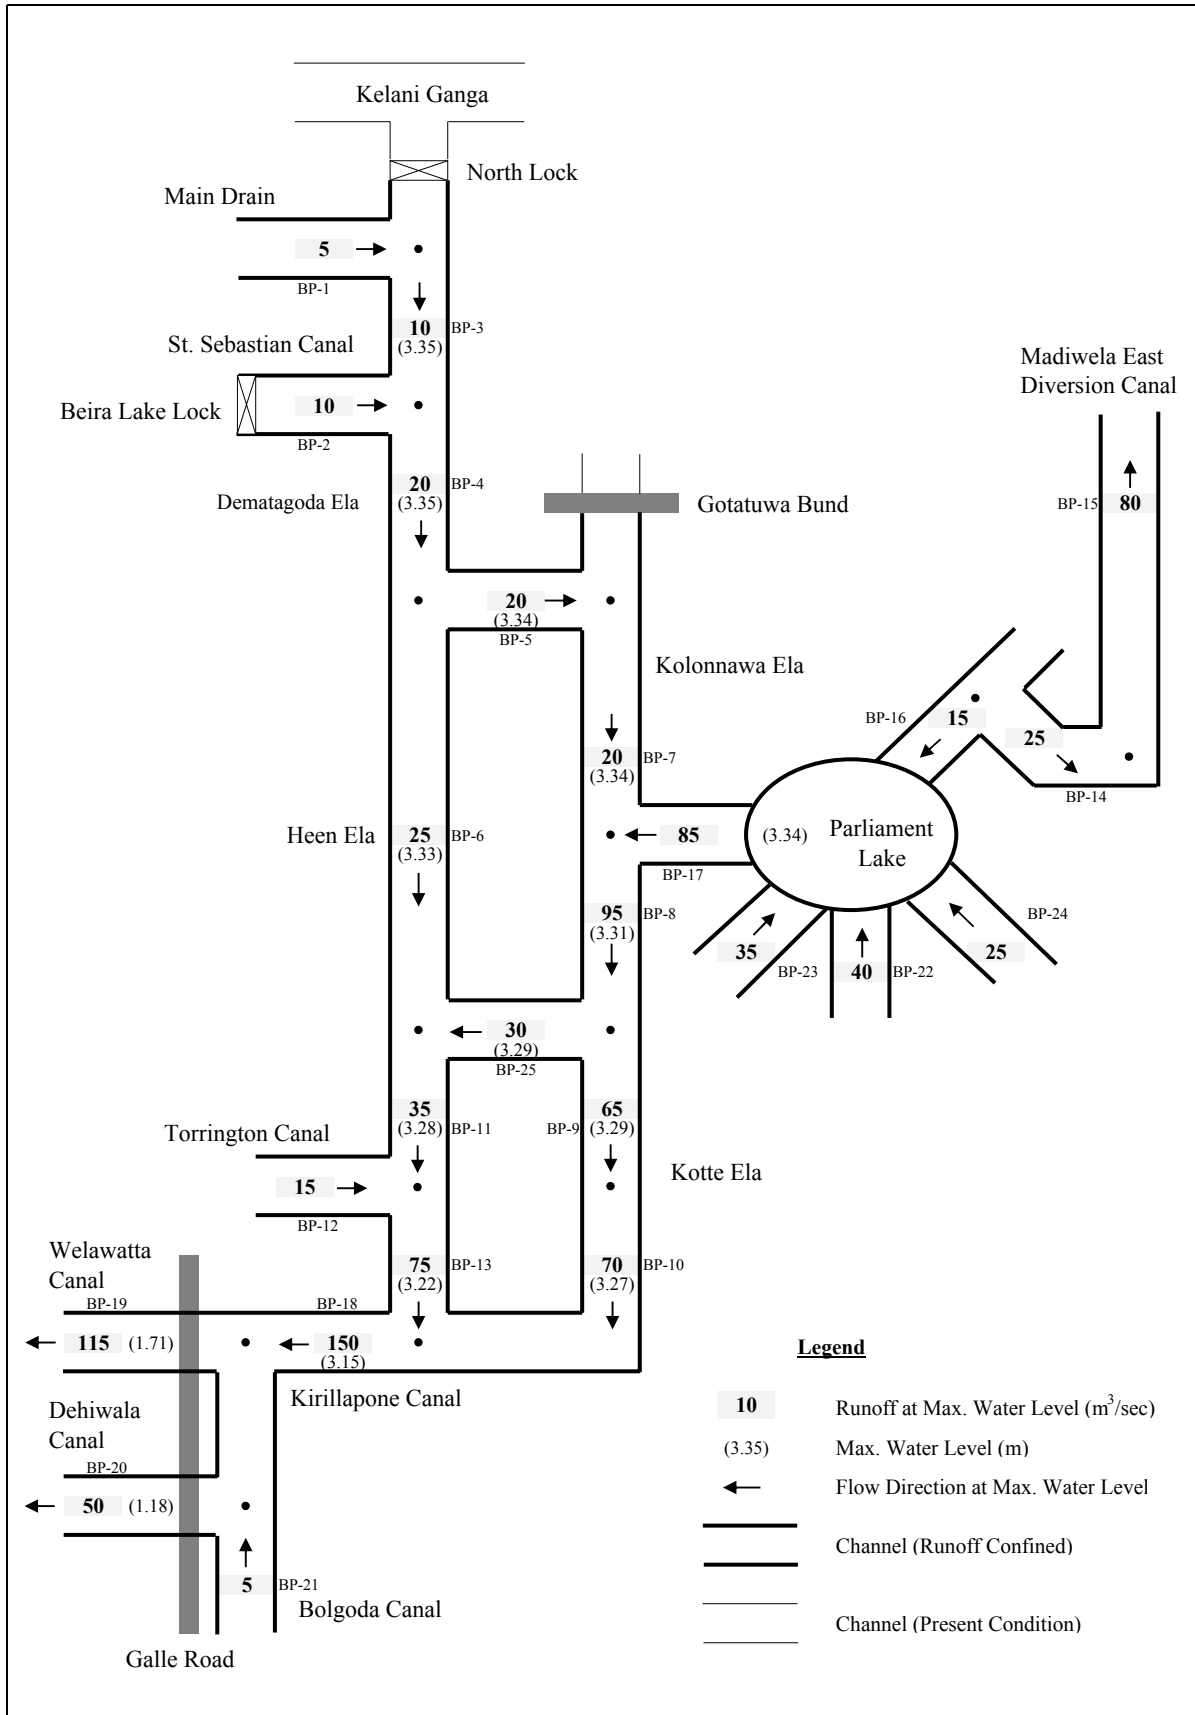 Kelani Ganga
North Lock
Main Drain
5
BP-1
10
BP-3
(3.35)
St. Sebastian Canal
Madiwela East
Diversion Canal
Beira Lake Lock
10
BP-2
20
BP-4
Dematagoda Ela
(3.35)
Gotatuwa Bund
BP-15
80
20
(3.34)
BP-5
Kolonnawa Ela
BP-16
15
25
20
BP-7
(3.34)
BP-14
Heen Ela
25
BP-6
(3.33)
85
BP-17
(3.34)
Parliament
Lake
95
BP-8
(3.31)
BP-24
35
BP-23
40
BP-22
25
30
(3.29)
BP-25
35
(3.28)
BP-11
BP-9
65
(3.29)
Torrington Canal
Kotte Ela
15
BP-12
Welawatta
Canal
75
BP-13
(3.22)
70
BP-10
(3.27)
BP-19
BP-18
115
(1.71)
150
(3.15)
Kirillapone Canal
Dehiwala
Canal
BP-20
50
(1.18)
5
BP-21
Bolgoda Canal
Galle Road
Legend
10
Runoff at Max. Water Level (m3/sec)
(3.35)
Max. Water Level (m)
Flow Direction at Max. Water Level
Channel (Runoff Confined)
Channel (Present Condition)